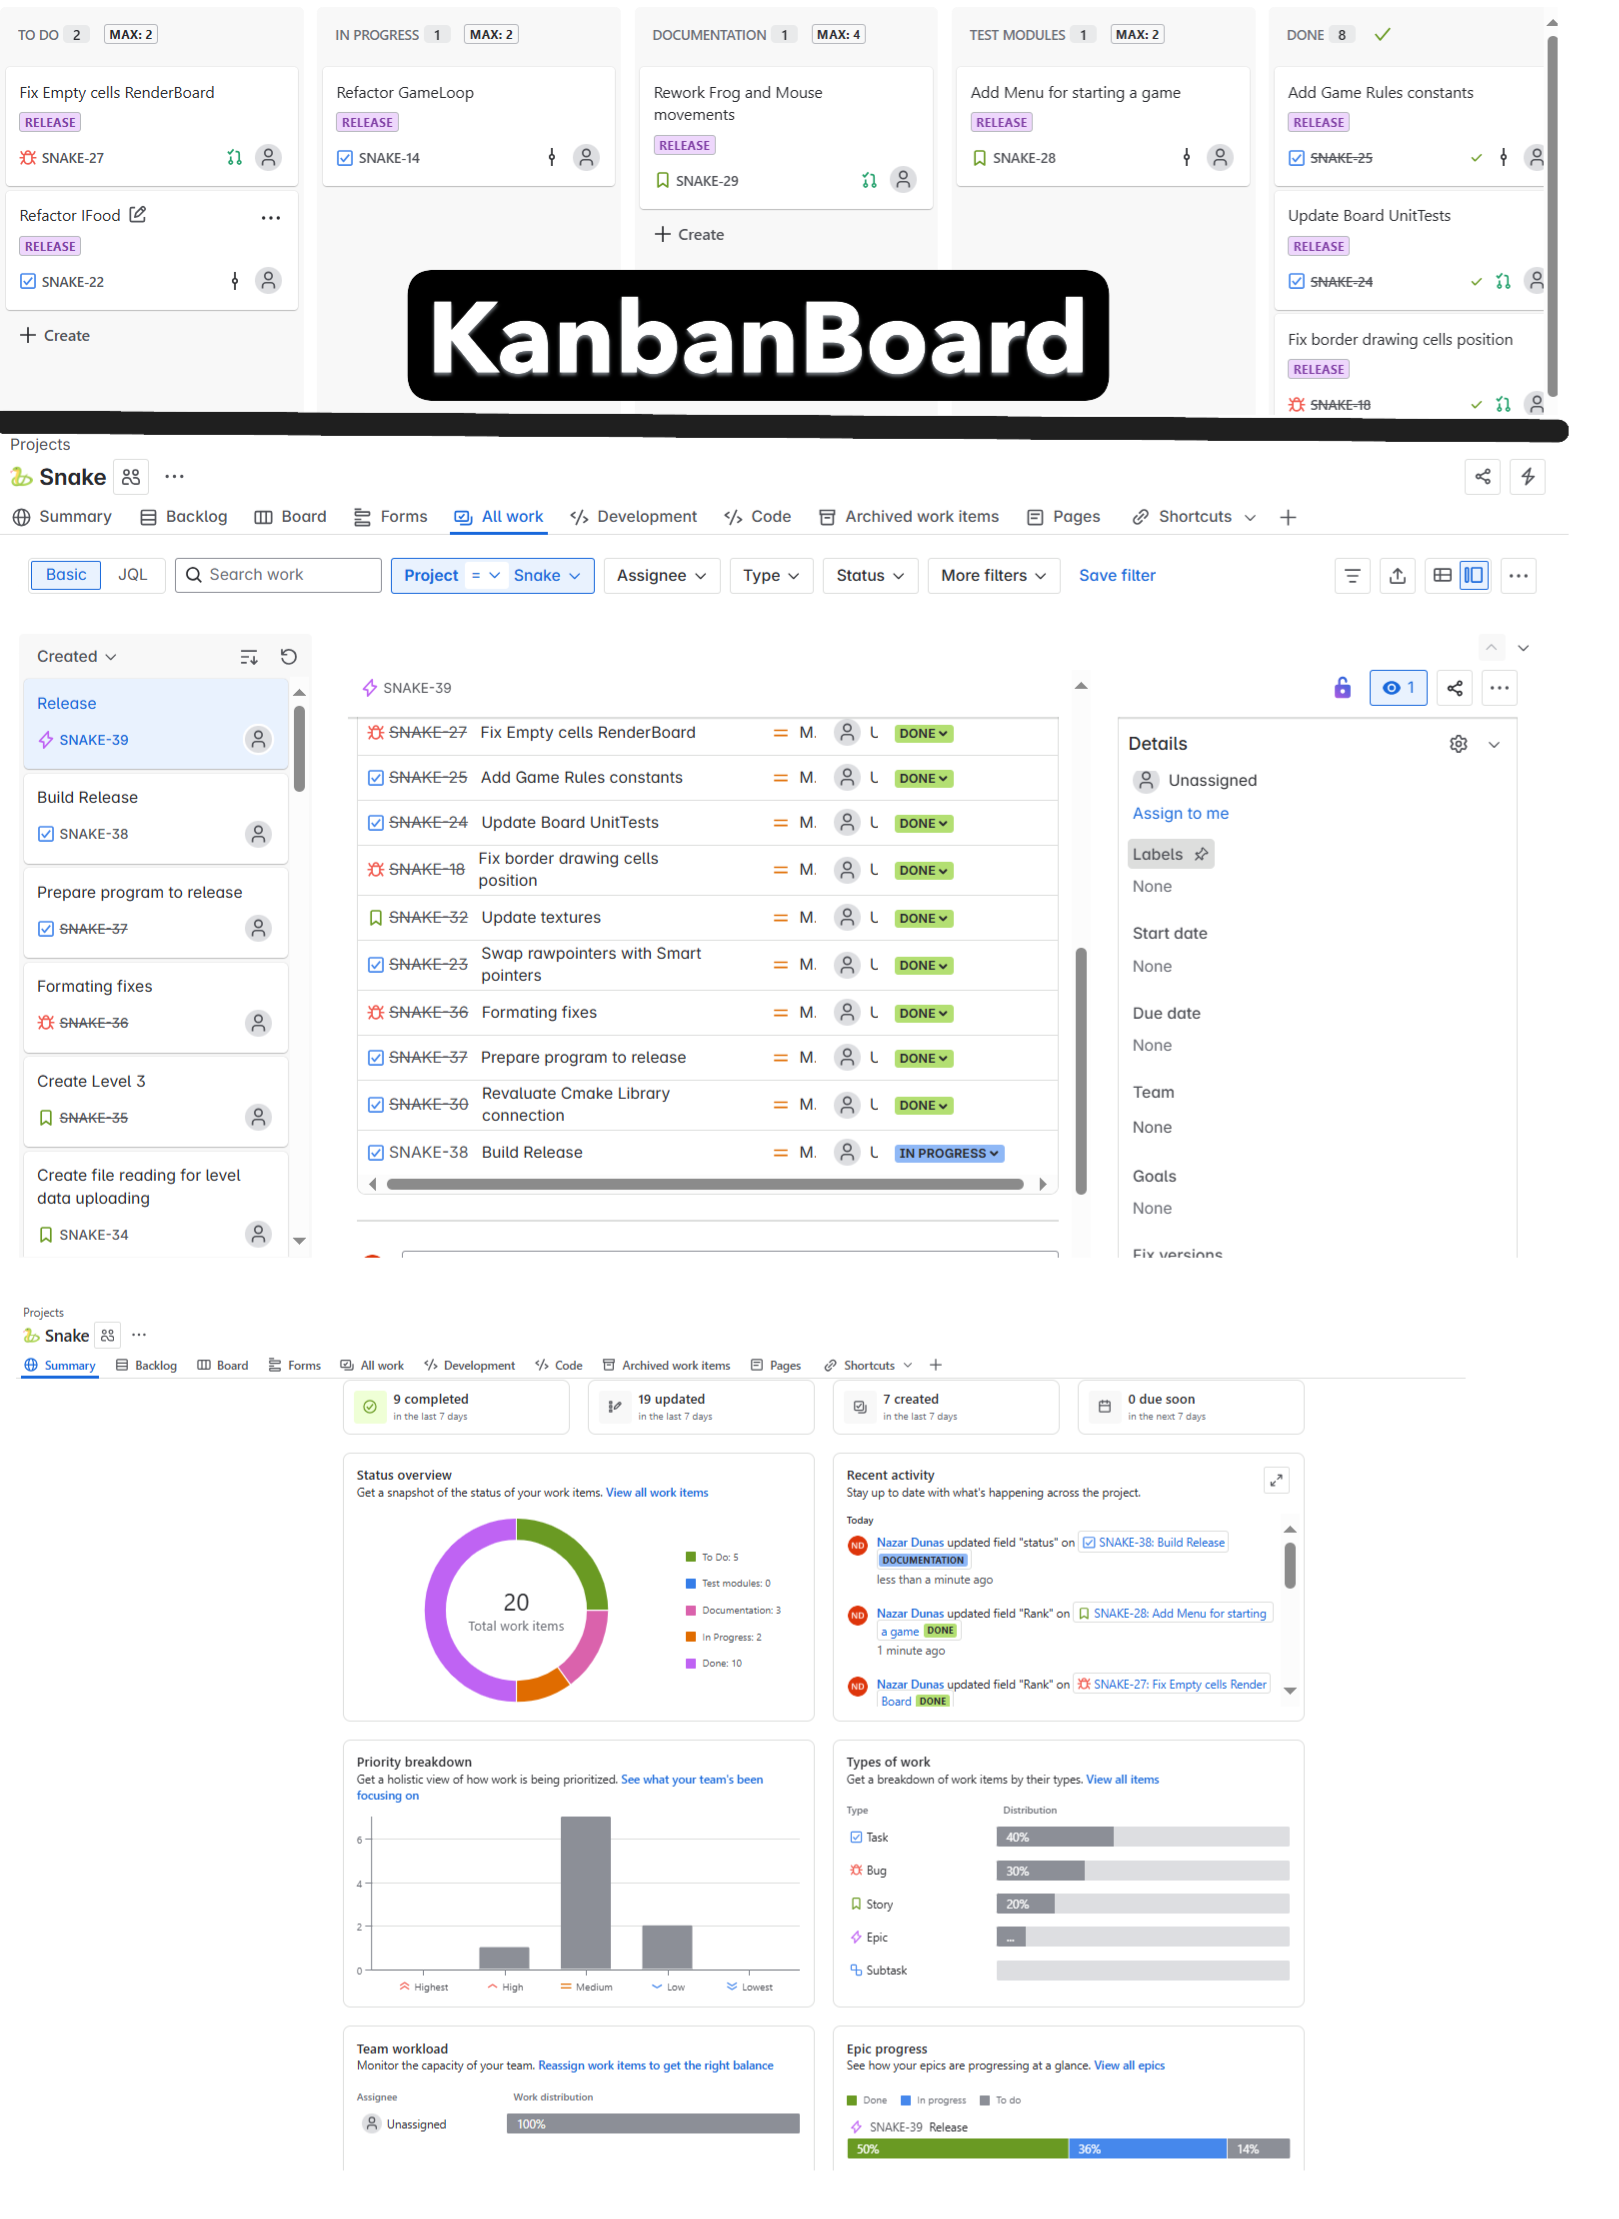 TO DO 2 MAX: 2
IN PROGRESS 1 MAX: 2
DOCUMENTATION 1 MAX: 4
TEST MODULES 1 MAX: 2
DONE 8
Fix Empty cells RenderBoard
RELEASE
SNAKE-27
Refactor IFood
RELEASE
SNAKE-22
Create
Refactor GameLoop
RELEASE
SNAKE-14
Rework Frog and Mouse
movements
RELEASE
SNAKE-29
Create
Add Menu for starting a game
RELEASE
SNAKE-28
Add Game Rules constants
RELEASE
SNAKE-25
Update Board UnitTests
RELEASE
SNAKE-24
Fix border drawing cells position
RELEASE
SNAKE-18
KanbanBoard
Projects
Snake
Summary Backlog Board Forms All work Development Code Archived work items Pages Shortcuts
Basic JQL Search work Project = Snake Assignee Type Status More filters Save filter
Created
Release
SNAKE-39
Build Release
SNAKE-38
Prepare program to release
SNAKE-37
Formating fixes
SNAKE-36
Create Level 3
SNAKE-35
Create file reading for level
data uploading
SNAKE-34
SNAKE-39
SNAKE-27 Fix Empty cells RenderBoard M. U DONE
SNAKE-25 Add Game Rules constants M. U DONE
SNAKE-24 Update Board UnitTests M. U DONE
SNAKE-18 Fix border drawing cells
position M. U DONE
SNAKE-32 Update textures M. U DONE
SNAKE-23 Swap rawpointers with Smart
pointers M. U DONE
SNAKE-36 Formating fixes M. U DONE
SNAKE-37 Prepare program to release M. U DONE
SNAKE-30 Revaluate Cmake Library
connection M. U DONE
SNAKE-38 Build Release M. U IN PROGRESS
1
Details
Unassigned
Assign to me
Labels
None
Start date
None
Due date
None
Team
None
Goals
None
Fix versions
Projects
Snake
Summary Backlog Board Forms All work Development Code Archived work items Pages Shortcuts
9 completed
in the last 7 days
19 updated
in the last 7 days
7 created
in the last 7 days
0 due soon
in the next 7 days
Status overview
Get a snapshot of the status of your work items. View all work items
20
Total work items
To Do: 5
Test modules: 0
Documentation: 3
In Progress: 2
Done: 10
Recent activity
Stay up to date with what's happening across the project.
Today
ND Nazar Dunas updated field "status" on SNAKE-38: Build Release
DOCUMENTATION
less than a minute ago
ND Nazar Dunas updated field "Rank" on SNAKE-28: Add Menu for starting
a game DONE
1 minute ago
ND Nazar Dunas updated field "Rank" on SNAKE-27: Fix Empty cells Render
Board DONE
Priority breakdown
Get a holistic view of how work is being prioritized. See what your team's been
focusing on
6
4
2
0
Highest High Medium Low Lowest
Types of work
Get a breakdown of work items by their types. View all items
Type Distribution
Task 40%
Bug 30%
Story 20%
Epic ...
Subtask
Team workload
Monitor the capacity of your team. Reassign work items to get the right balance
Assignee Work distribution
Unassigned 100%
Epic progress
See how your epics are progressing at a glance. View all epics
Done In progress To do
SNAKE-39 Release
50% 36% 14%